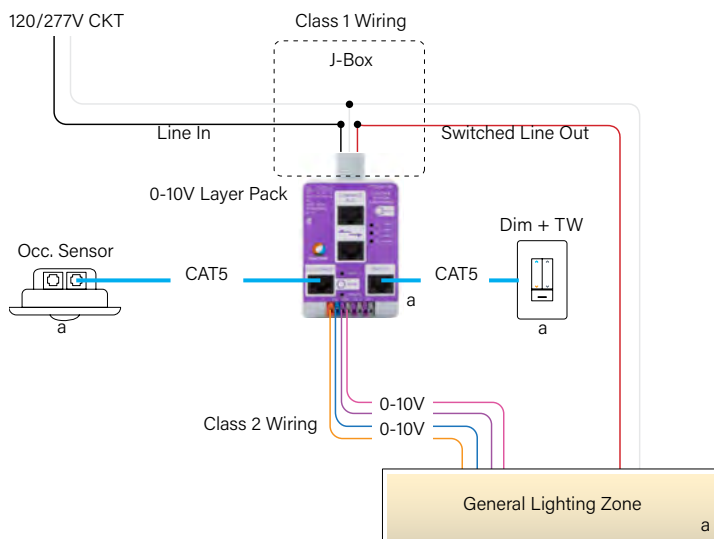 120/277V CKT
Class 1 Wiring
J-Box
Line In
Switched Line Out
0-10V Layer Pack
Dim + TW
Occ. Sensor
CAT5
CAT5
a
a
a
0-10V
Class 2 Wiring
0-10V
General Lighting Zone
a